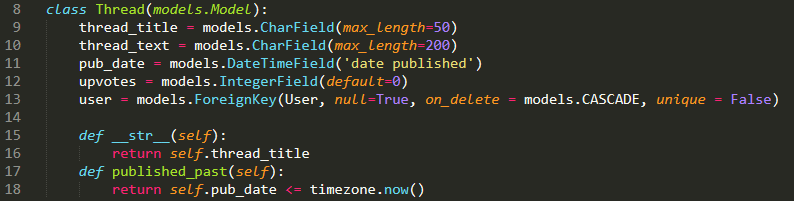 8 class Thread(models.Model):
9     thread_title = models.CharField(max_length=50)
10     thread_text = models.CharField(max_length=200)
11     pub_date = models.DateTimeField('date published')
12     upvotes = models.IntegerField(default=0)
13     user = models.ForeignKey(User, null=True, on_delete = models.CASCADE, unique = False)
14
15     def __str__(self):
16         return self.thread_title
17     def published_past(self):
18         return self.pub_date <= timezone.now()